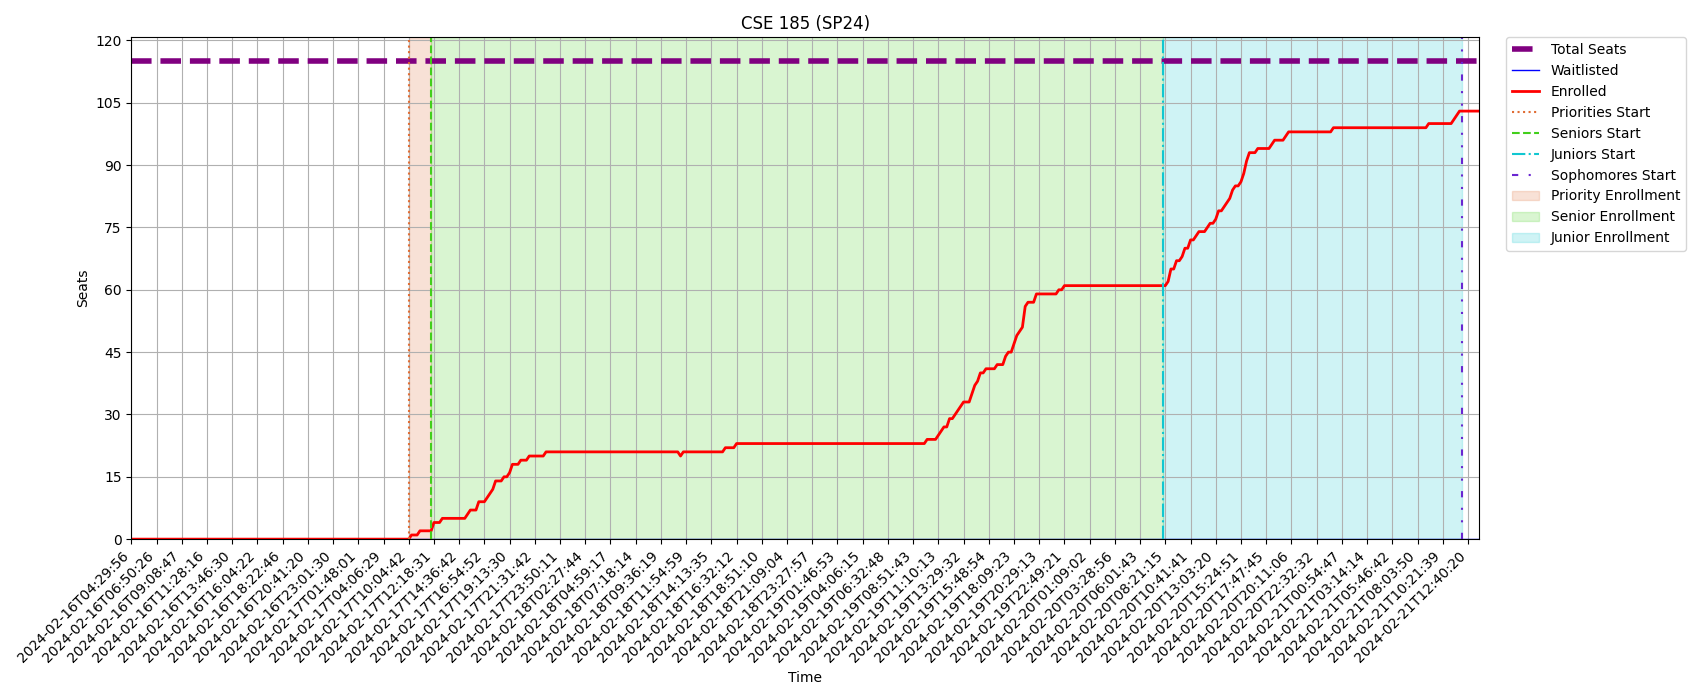 CSE 185 (SP24)
120
105
90
75
60
45
30
15
0
Seats
2024-02-16T04:29:56
2024-02-16T06:50:26
2024-02-16T09:08:47
2024-02-16T11:28:16
2024-02-16T13:46:30
2024-02-16T16:04:22
2024-02-16T18:22:46
2024-02-16T20:41:20
2024-02-16T23:01:30
2024-02-17T01:48:01
2024-02-17T04:06:29
2024-02-17T10:04:42
2024-02-17T12:18:31
2024-02-17T14:36:42
2024-02-17T16:54:52
2024-02-17T19:13:30
2024-02-17T21:31:42
2024-02-17T23:50:11
2024-02-18T02:27:44
2024-02-18T04:59:17
2024-02-18T07:18:14
2024-02-18T09:36:19
2024-02-18T11:54:59
2024-02-18T14:13:35
2024-02-18T16:32:12
2024-02-18T18:51:10
2024-02-18T21:09:04
2024-02-18T23:27:57
2024-02-19T01:46:53
2024-02-19T04:06:15
2024-02-19T06:32:48
2024-02-19T08:51:43
2024-02-19T11:10:13
2024-02-19T13:29:32
2024-02-19T15:48:54
2024-02-19T18:09:23
2024-02-19T20:29:13
2024-02-19T22:49:21
2024-02-20T01:09:02
2024-02-20T03:28:56
2024-02-20T06:01:43
2024-02-20T08:21:15
2024-02-20T10:41:41
2024-02-20T13:03:20
2024-02-20T15:24:51
2024-02-20T17:47:45
2024-02-20T20:11:06
2024-02-20T22:32:32
2024-02-21T00:54:47
2024-02-21T03:14:14
2024-02-21T05:46:42
2024-02-21T08:03:50
2024-02-21T10:21:39
2024-02-21T12:40:20
Time
Total Seats
Waitlisted
Enrolled
Priorities Start
Seniors Start
Juniors Start
Sophomores Start
Priority Enrollment
Senior Enrollment
Junior Enrollment